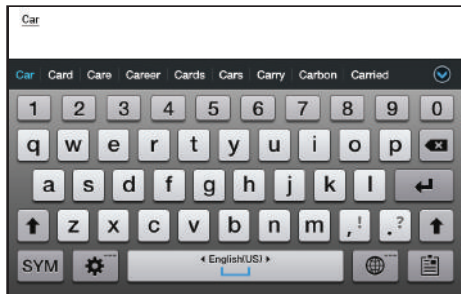 Car
Car Card Care Career Cards Cars Carry Carbon Carried
1 2 3 4 5 6 7 8 9 0
q w e r t y u i o p
a s d f g h j k l
z x c v b n m , ! . ?
SYM English(US)